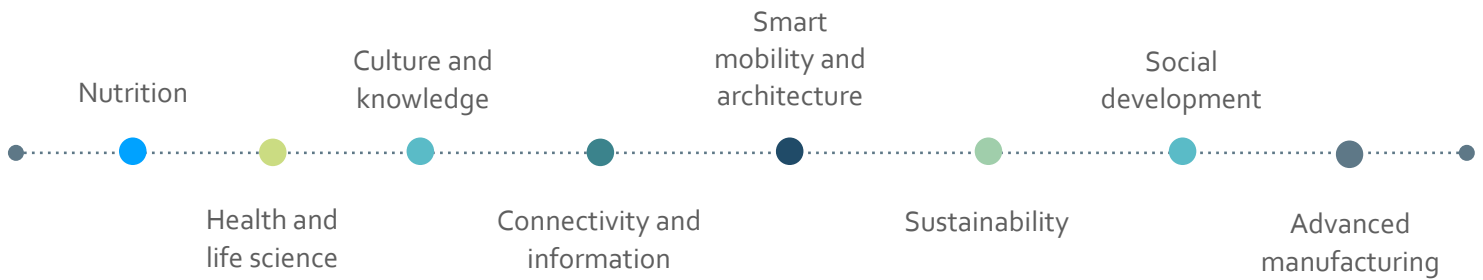 Nutrition
Health and
life science
Culture and
knowledge
Connectivity and
information
Smart
mobility and
architecture
Sustainability
Social
development
Advanced
manufacturing